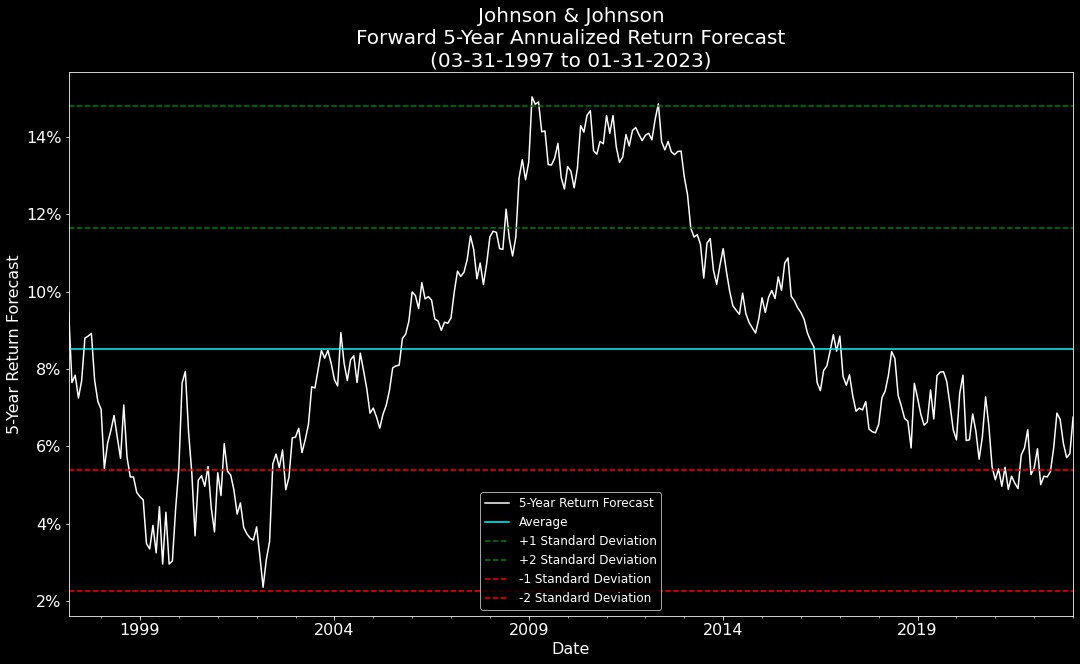 Johnson & Johnson
Forward 5-Year Annualized Return Forecast
(03-31-1997 to 01-31-2023)
5-Year Return Forecast
14%
12%
10%
8%
6%
4%
2%
5-Year Return Forecast
Average
+1 Standard Deviation
+2 Standard Deviation
-1 Standard Deviation
-2 Standard Deviation
1999 2004 2009 2014 2019
Date